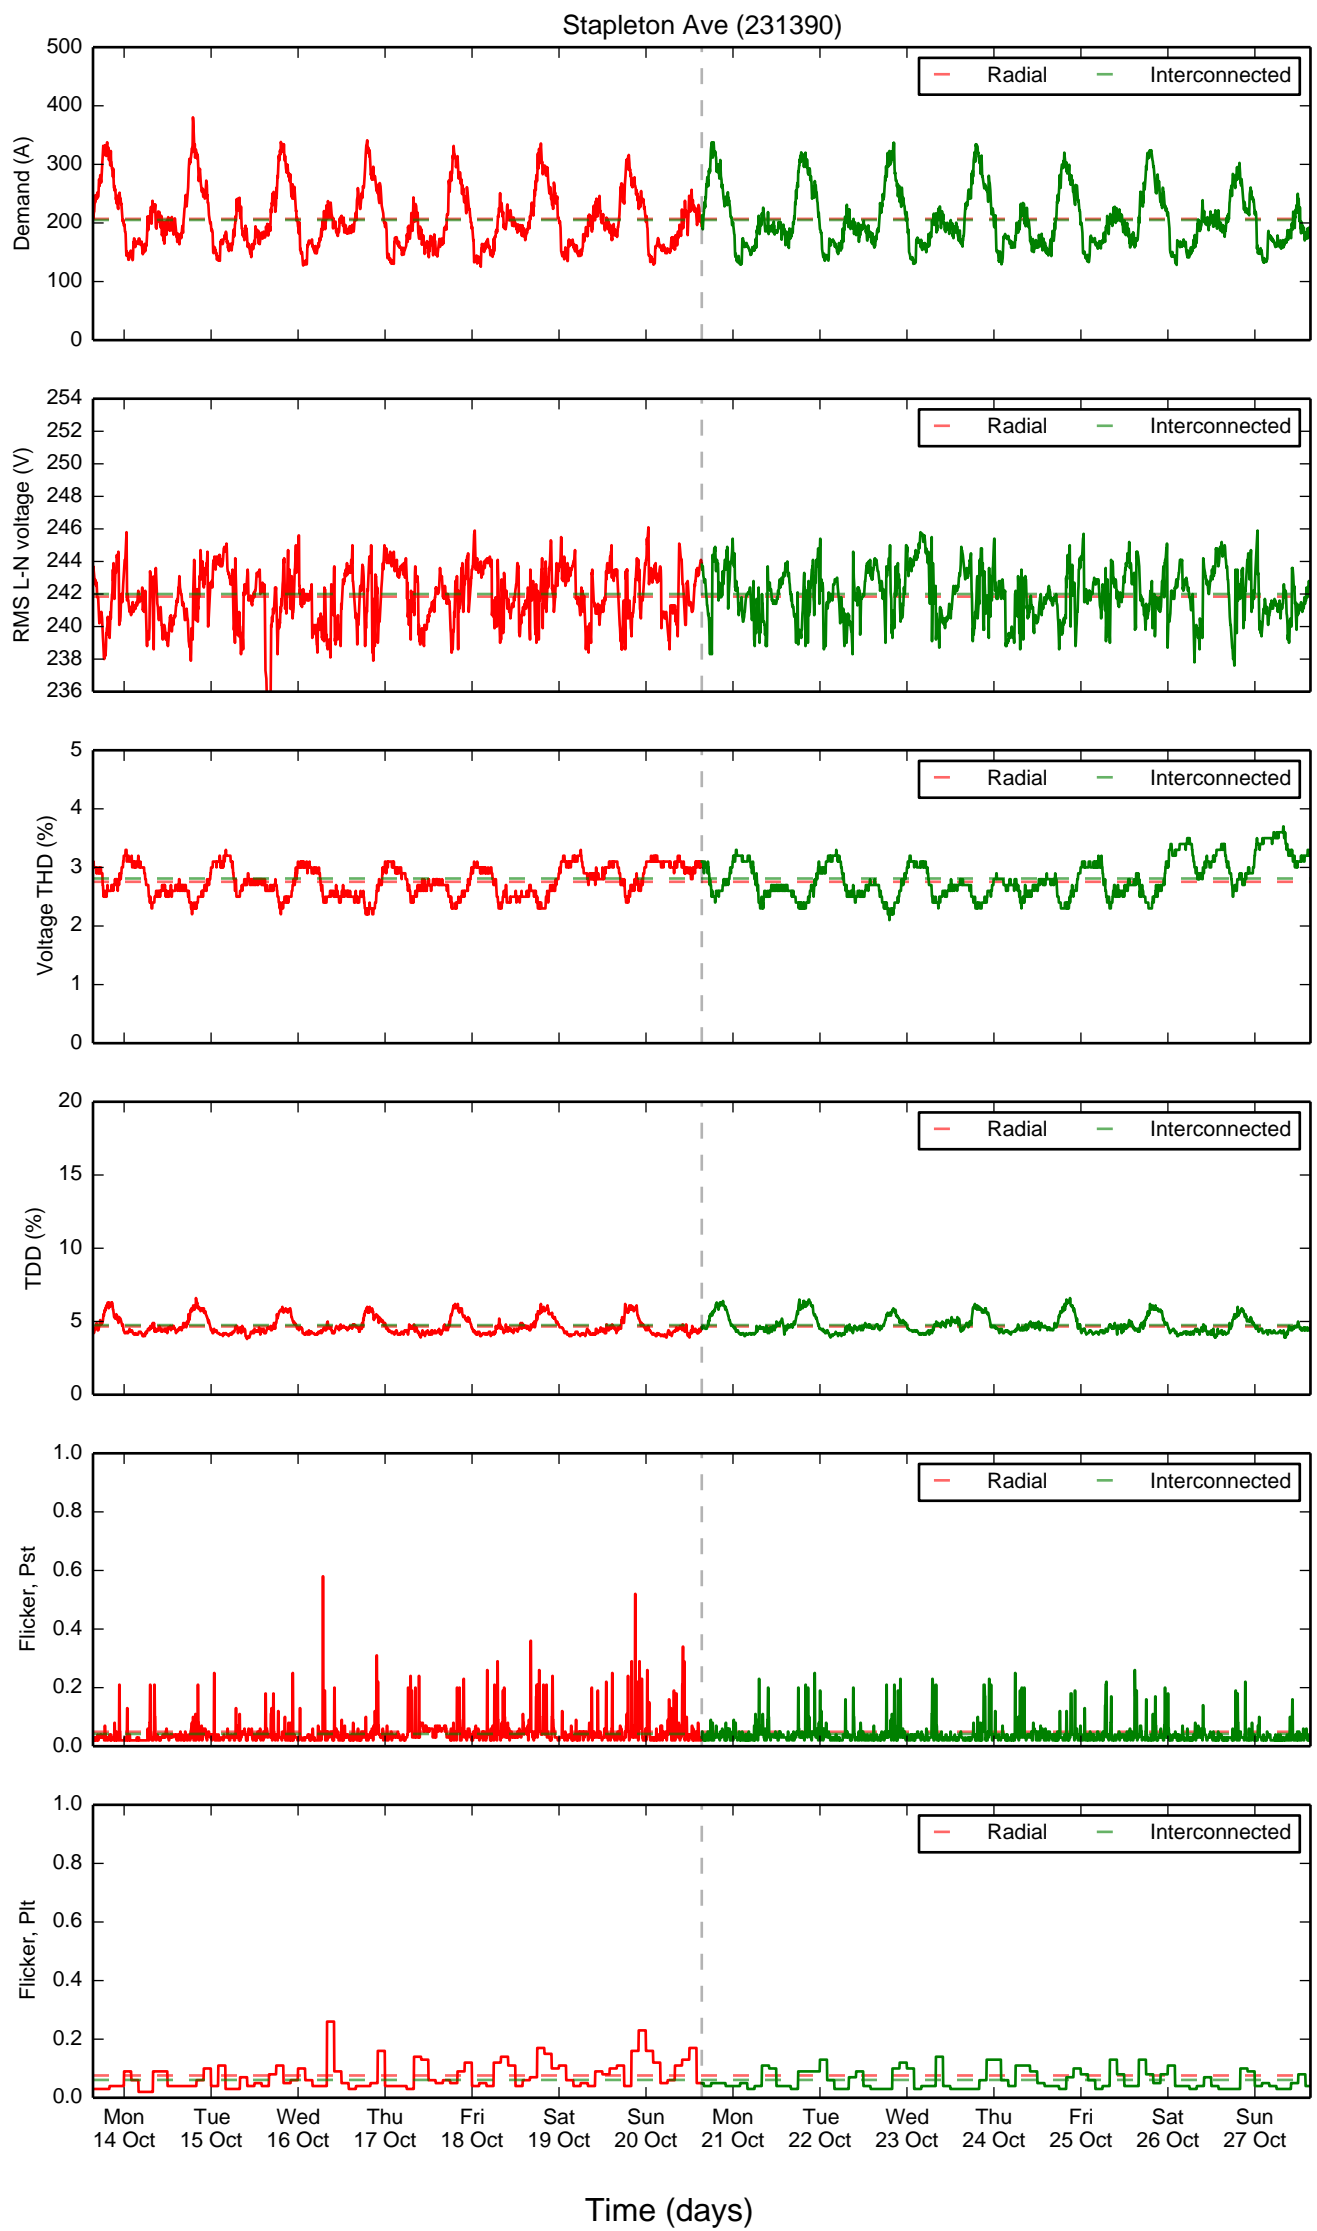 Stapleton Ave (231390)
500
400
300
200
100
0
Demand (A)
Radial
Interconnected
254
252
250
248
246
244
242
240
238
236
RMS L-N voltage (V)
Radial
Interconnected
5
4
3
2
1
0
Voltage THD (%)
Radial
Interconnected
20
15
10
5
0
TDD (%)
Radial
Interconnected
1.0
0.8
0.6
0.4
0.2
0.0
Flicker, Pst
Radial
Interconnected
1.0
0.8
0.6
0.4
0.2
0.0
Flicker, Plt
Radial
Interconnected
Mon Tue Wed Thu Fri Sat Sun Mon Tue Wed Thu Fri Sat Sun
14 Oct 15 Oct 16 Oct 17 Oct 18 Oct 19 Oct 20 Oct 21 Oct 22 Oct 23 Oct 24 Oct 25 Oct 26 Oct 27 Oct
Time (days)